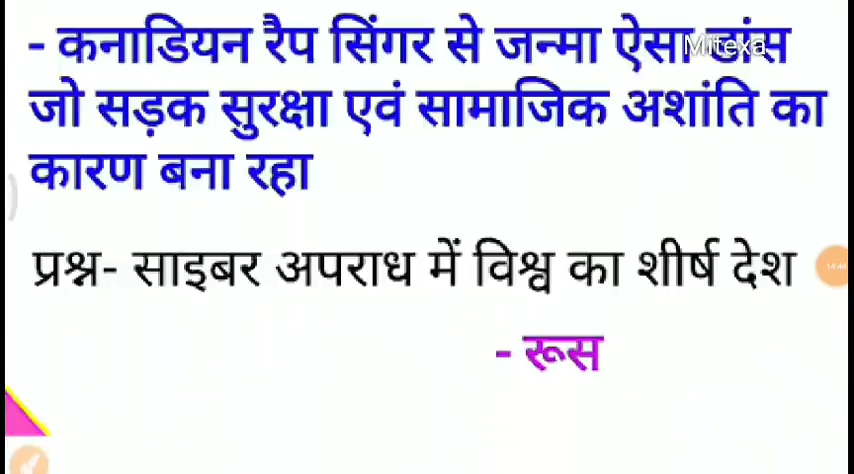 - कनाडियन रैप सिंगर से जन्मा ऐसा डांस
Mitexa
जो सड़क सुरक्षा एवं सामाजिक अशांति का
कारण बना रहा
प्रश्न- साइबर अपराध में विश्व का शीर्ष देश
- रूस